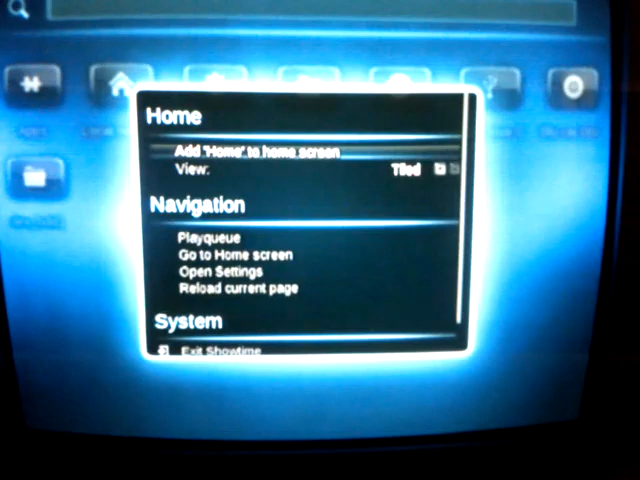 Home
Add 'Home' to home screen
View: Tiled
Navigation
Playqueue
Go to Home screen
Open Settings
Reload current page
System
Exit Showtime